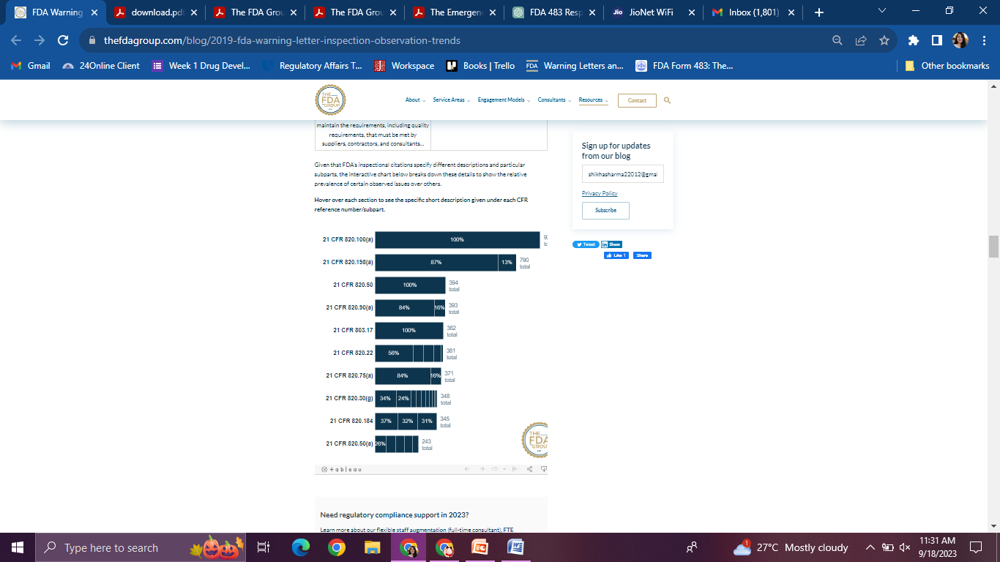 FDA Warning
download.pdf
The FDA Grou
The FDA Grou
The Emergen
FDA 483 Resp
Jio
JioNet WiFi
Inbox (1,801)
thefdagroup.com/blog/2019-fda-warning-letter-inspection-observation-trends
Gmail
24Online Client
Week 1 Drug Devel...
Regulatory Affairs T...
Workspace
Books | Trello
FDA
Warning Letters an...
FDA Form 483: The...
Other bookmarks
THE
FDA
GROUP
LLC
About
Service Areas
Engagement Models
Consultants
Resources
Contact
maintain the requirements, including quality
requirements, that must be met by
suppliers, contractors, and consultants...
Given that FDA's inspectional citations specify different descriptions and particular
subparts, the interactive chart below breaks down these details to show the relative
prevalence of certain observed issues over others.
Hover over each section to see the specific short description given under each CFR
reference number/subpart.
21 CFR 820.100(a) 100%
21 CFR 820.198(a) 87% 13% 790
total
21 CFR 820.50 100% 394
total
21 CFR 820.90(a) 84% 16% 393
total
21 CFR 803.17 100% 382
total
21 CFR 820.22 56% 381
total
21 CFR 820.75(a) 84% 16% 371
total
21 CFR 820.30(g) 34% 24% 348
total
21 CFR 820.184 37% 32% 31% 345
total
21 CFR 820.50(a) 26% 243
total
THE
FDA
GROUP
+ a b l e a u
Need regulatory compliance support in 2023?
Learn more about our flexible staff augmentation (full-time consultant), FTE
Sign up for updates
from our blog
shikhasharma22012@gmai
Privacy Policy
Subscribe
Tweet
in Share
Like 1
Share
Type here to search
27°C Mostly cloudy
11:31 AM
9/18/2023